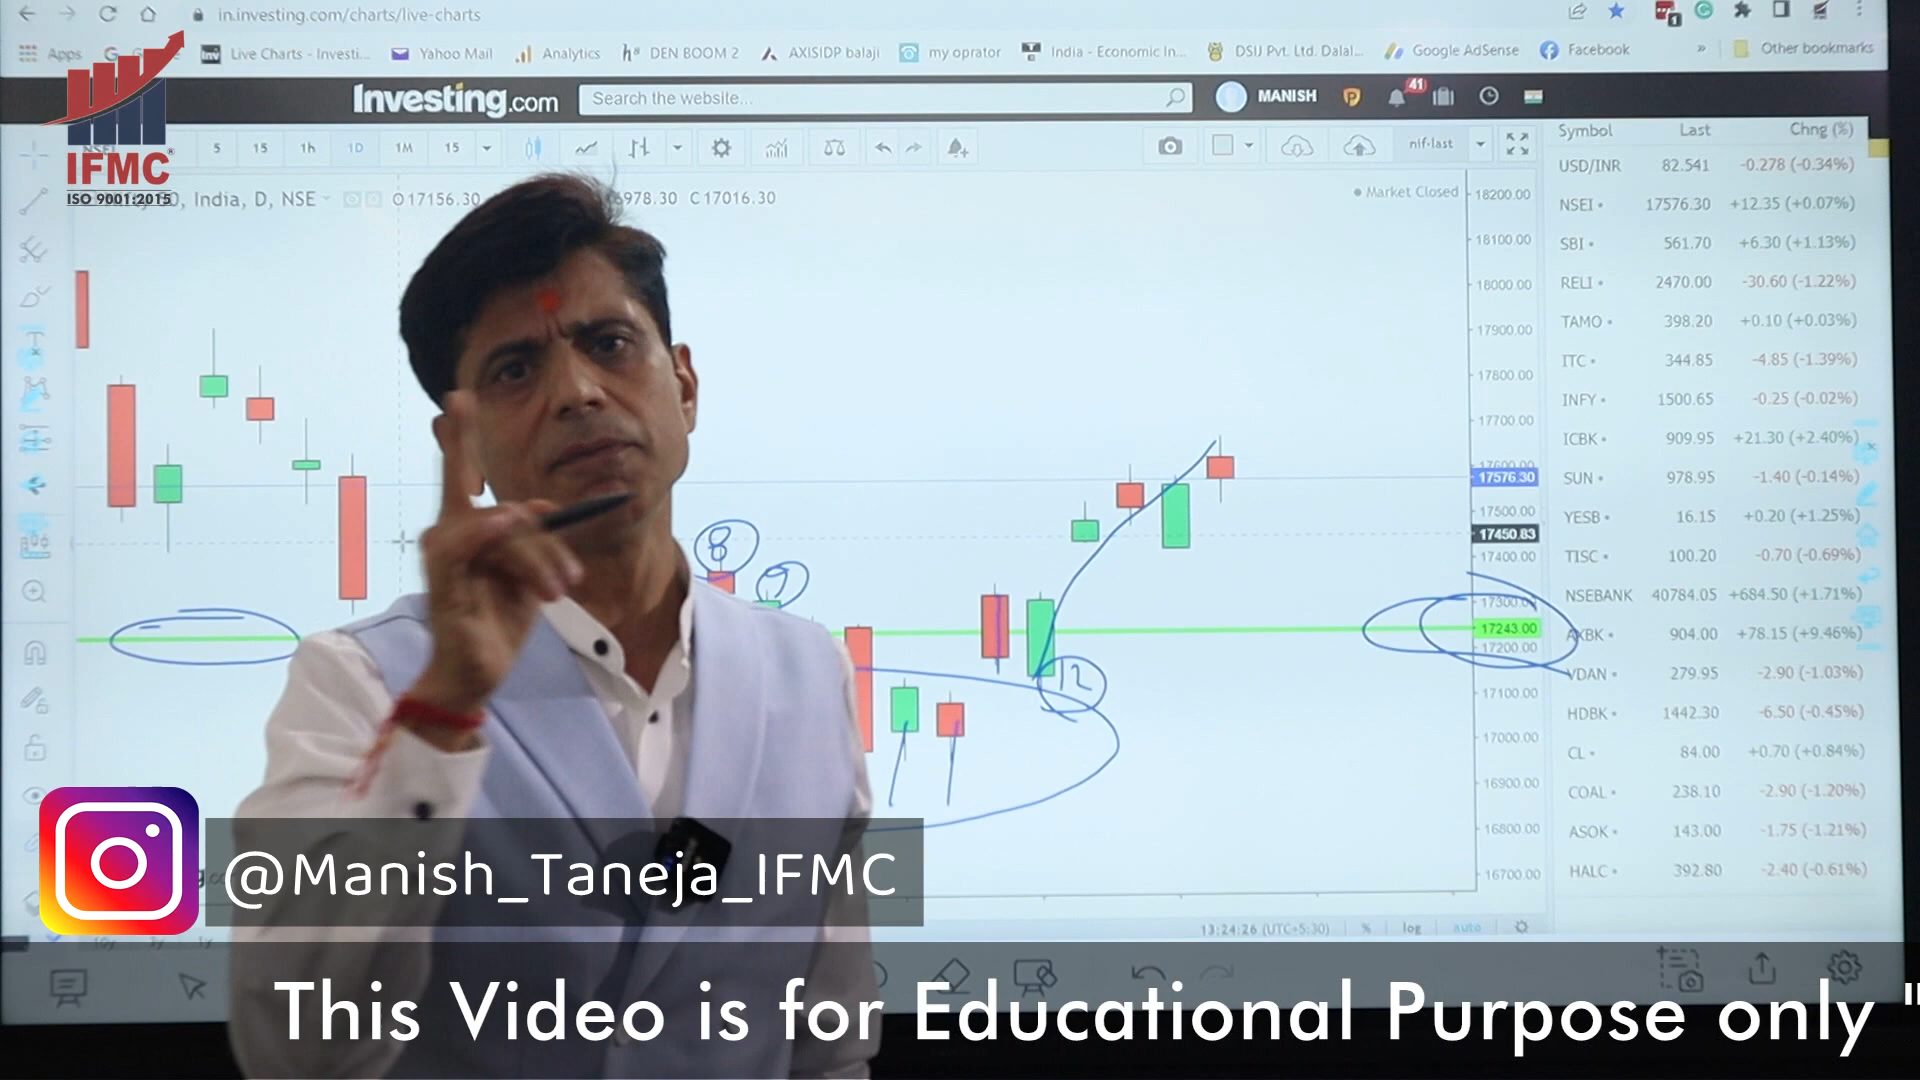 in.investing.com/charts/live-charts
Apps
Live Charts - Investi...
Yahoo Mail
Analytics
DEN BOOM 2
AXISIDP balaji
my oprator
India - Economic In...
DSIJ Pvt. Ltd. Dalal...
Google AdSense
Facebook
»
Other bookmarks
IFMC
ISO 9001:2015
Investing.com
Search the website...
MANISH
41
5 15 1h 1D 1M 15
nif-last
0, India, D, NSE
O17156.30
6978.30 C17016.30
Market Closed
18200.00
18100.00
18000.00
17900.00
17800.00
17700.00
17600.00
17576.30
17500.00
17450.83
17400.00
17300.00
17243.00
17200.00
17100.00
17000.00
16900.00
16800.00
16700.00
8
9
12
Symbol Last Chng (%)
USD/INR 82.541 -0.278 (-0.34%)
NSEI 17576.30 +12.35 (+0.07%)
SBI 561.70 +6.30 (+1.13%)
RELI 2470.00 -30.60 (-1.22%)
TAMO 398.20 +0.10 (+0.03%)
ITC 344.85 -4.85 (-1.39%)
INFY 1500.65 -0.25 (-0.02%)
ICBK 909.95 +21.30 (+2.40%)
SUN 978.95 -1.40 (-0.14%)
YESB 16.15 +0.20 (+1.25%)
TISC 100.20 -0.70 (-0.69%)
NSEBANK 40784.05 +684.50 (+1.71%)
AXBK 904.00 +78.15 (+9.46%)
VDAN 279.95 -2.90 (-1.03%)
HDBK 1442.30 -6.50 (-0.45%)
CL 84.00 +0.70 (+0.84%)
COAL 238.10 -2.90 (-1.20%)
ASOK 143.00 -1.75 (-1.21%)
HALC 392.80 -2.40 (-0.61%)
13:24:26 (UTC+5:30) % log auto
@Manish_Taneja_IFMC
This Video is for Educational Purpose only "